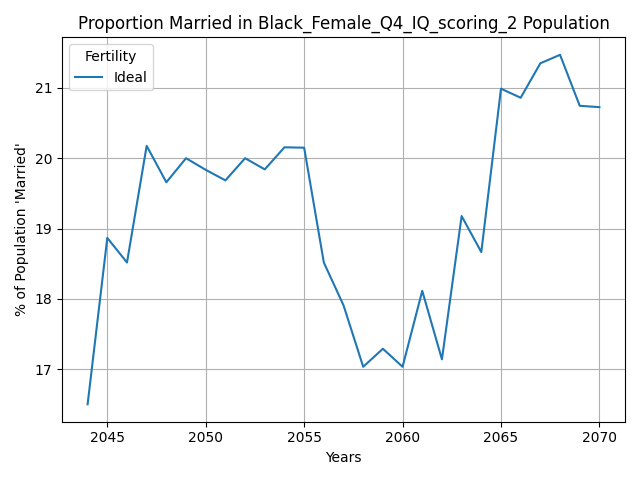 Proportion Married in Black_Female_Q4_IQ_scoring_2 Population
Fertility
Ideal
% of Population 'Married'
21
20
19
18
17
2045
2050
2055
2060
2065
2070
Years